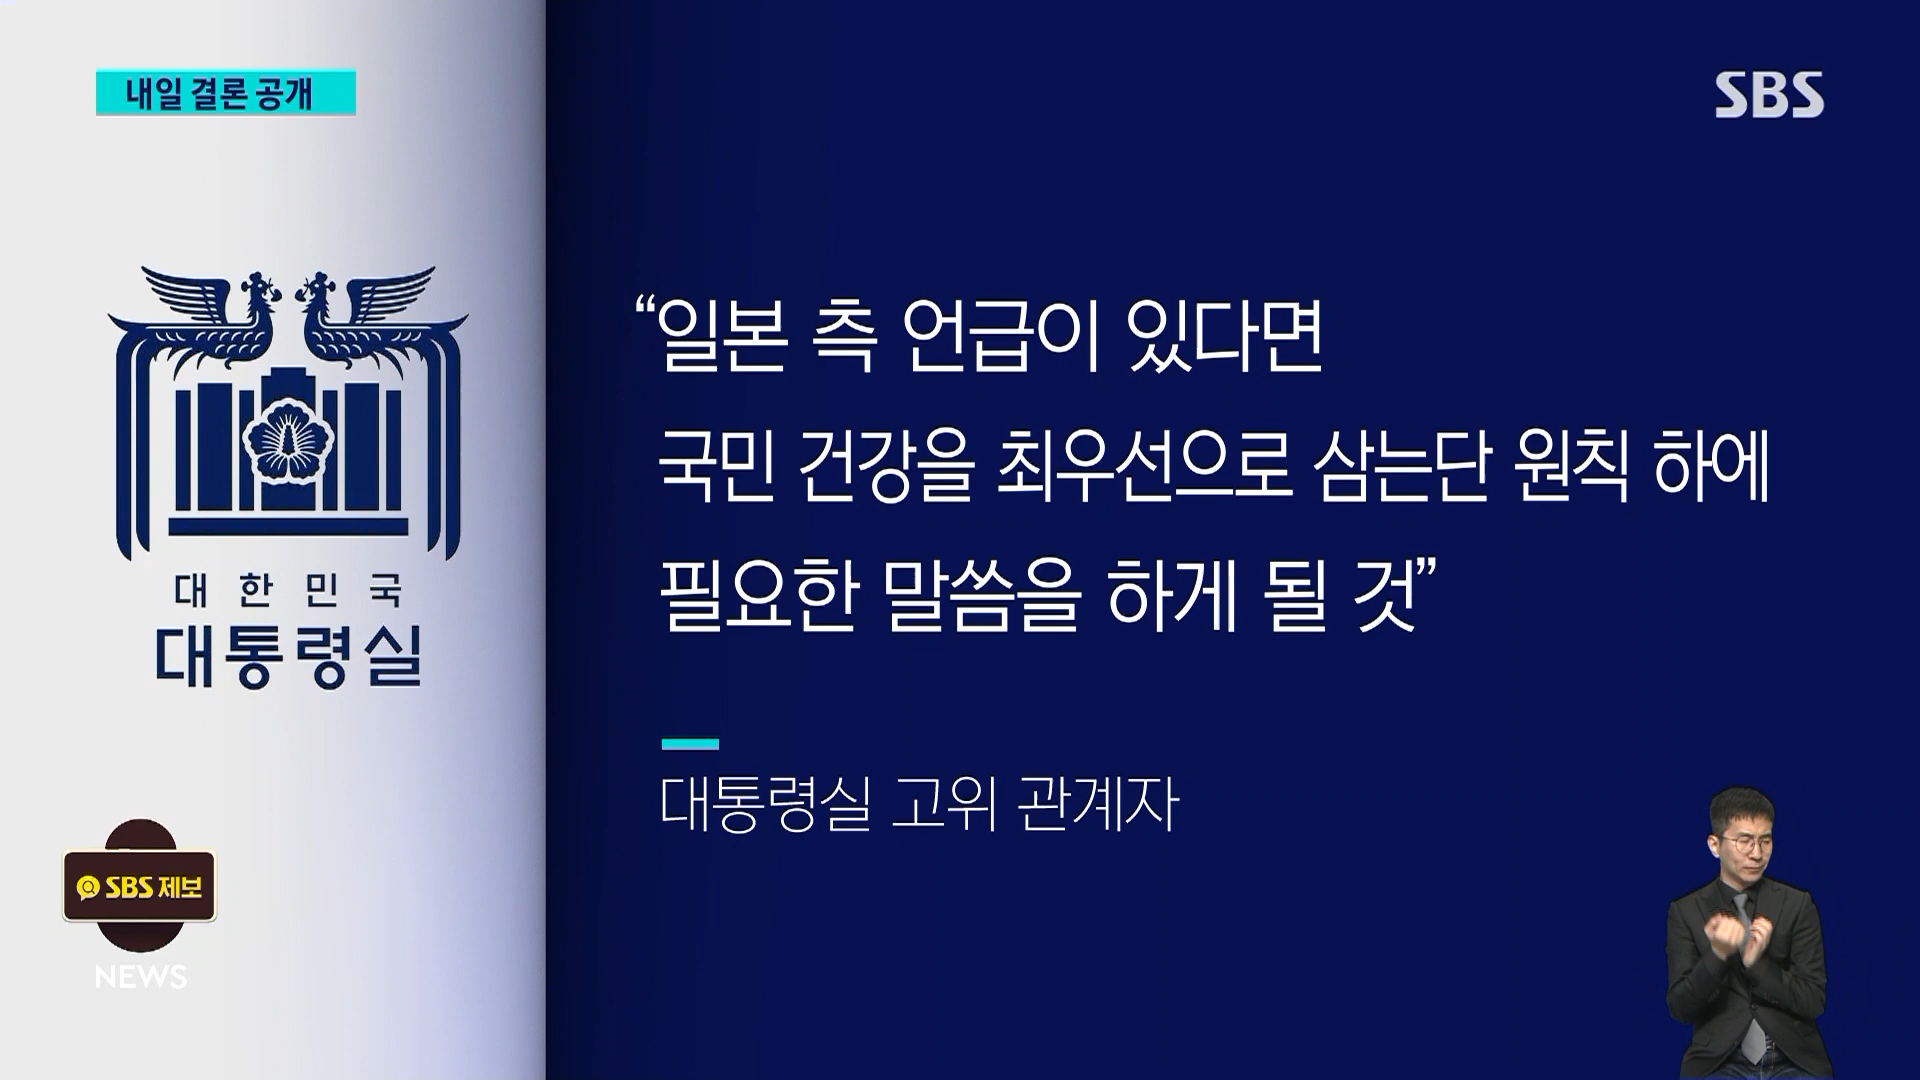 내일 결론 공개
SBS
“일본 측 언급이 있다면
국민 건강을 최우선으로 삼는단 원칙 하에
필요한 말씀을 하게 될 것”
대한민국
대통령실
대통령실 고위 관계자
SBS 제보
NEWS